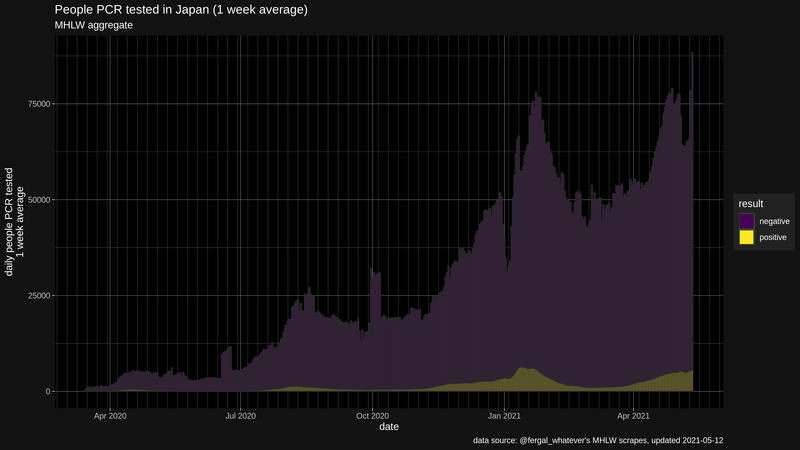 People PCR tested in Japan (1 week average)
MHLW aggregate
daily people PCR tested
1 week average
75000
50000
25000
0
Apr 2020
Jul 2020
Oct 2020
Jan 2021
Apr 2021
date
result
negative
positive
data source: @fergal_whatever's MHLW scrapes, updated 2021-05-12